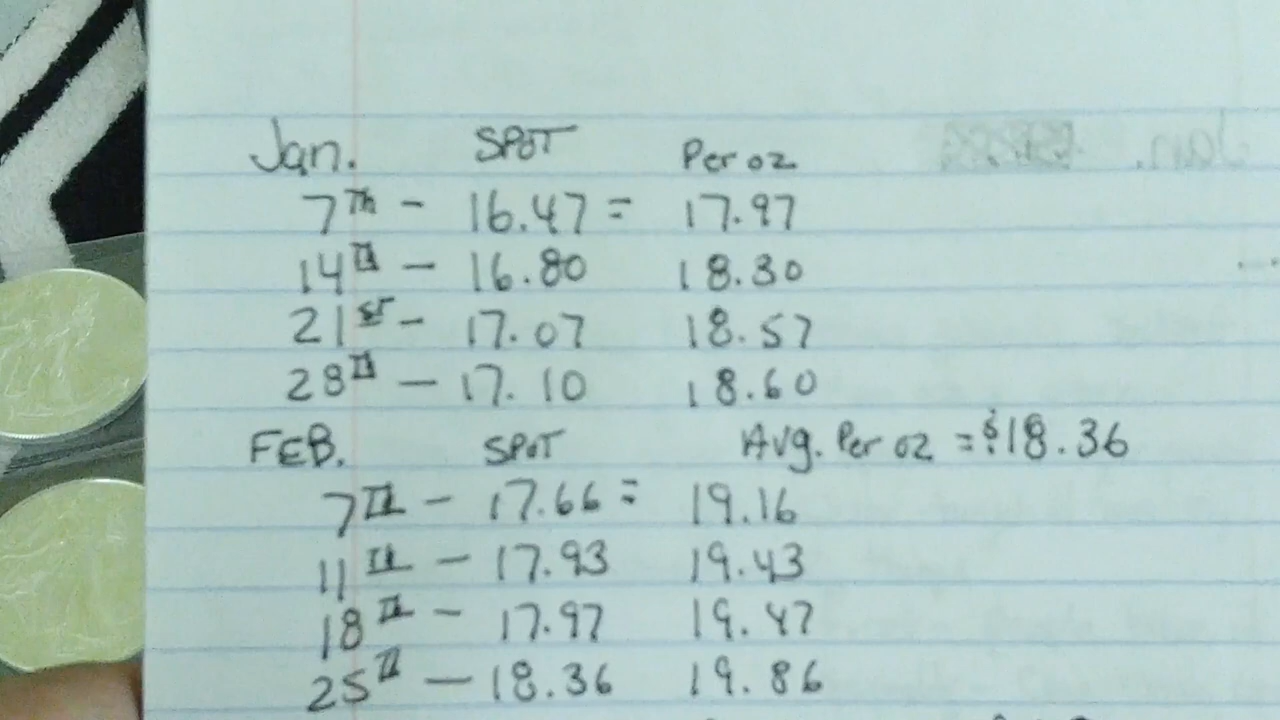 Jan. SPOT Per oz
7th - 16.47 = 17.97
14th - 16.80 18.30
21st - 17.07 18.57
28th - 17.10 18.60
FEB. SPOT Avg. Per oz = $18.36
7th - 17.66 = 19.16
11th - 17.93 19.43
18th - 17.97 19.47
25th - 18.36 19.86